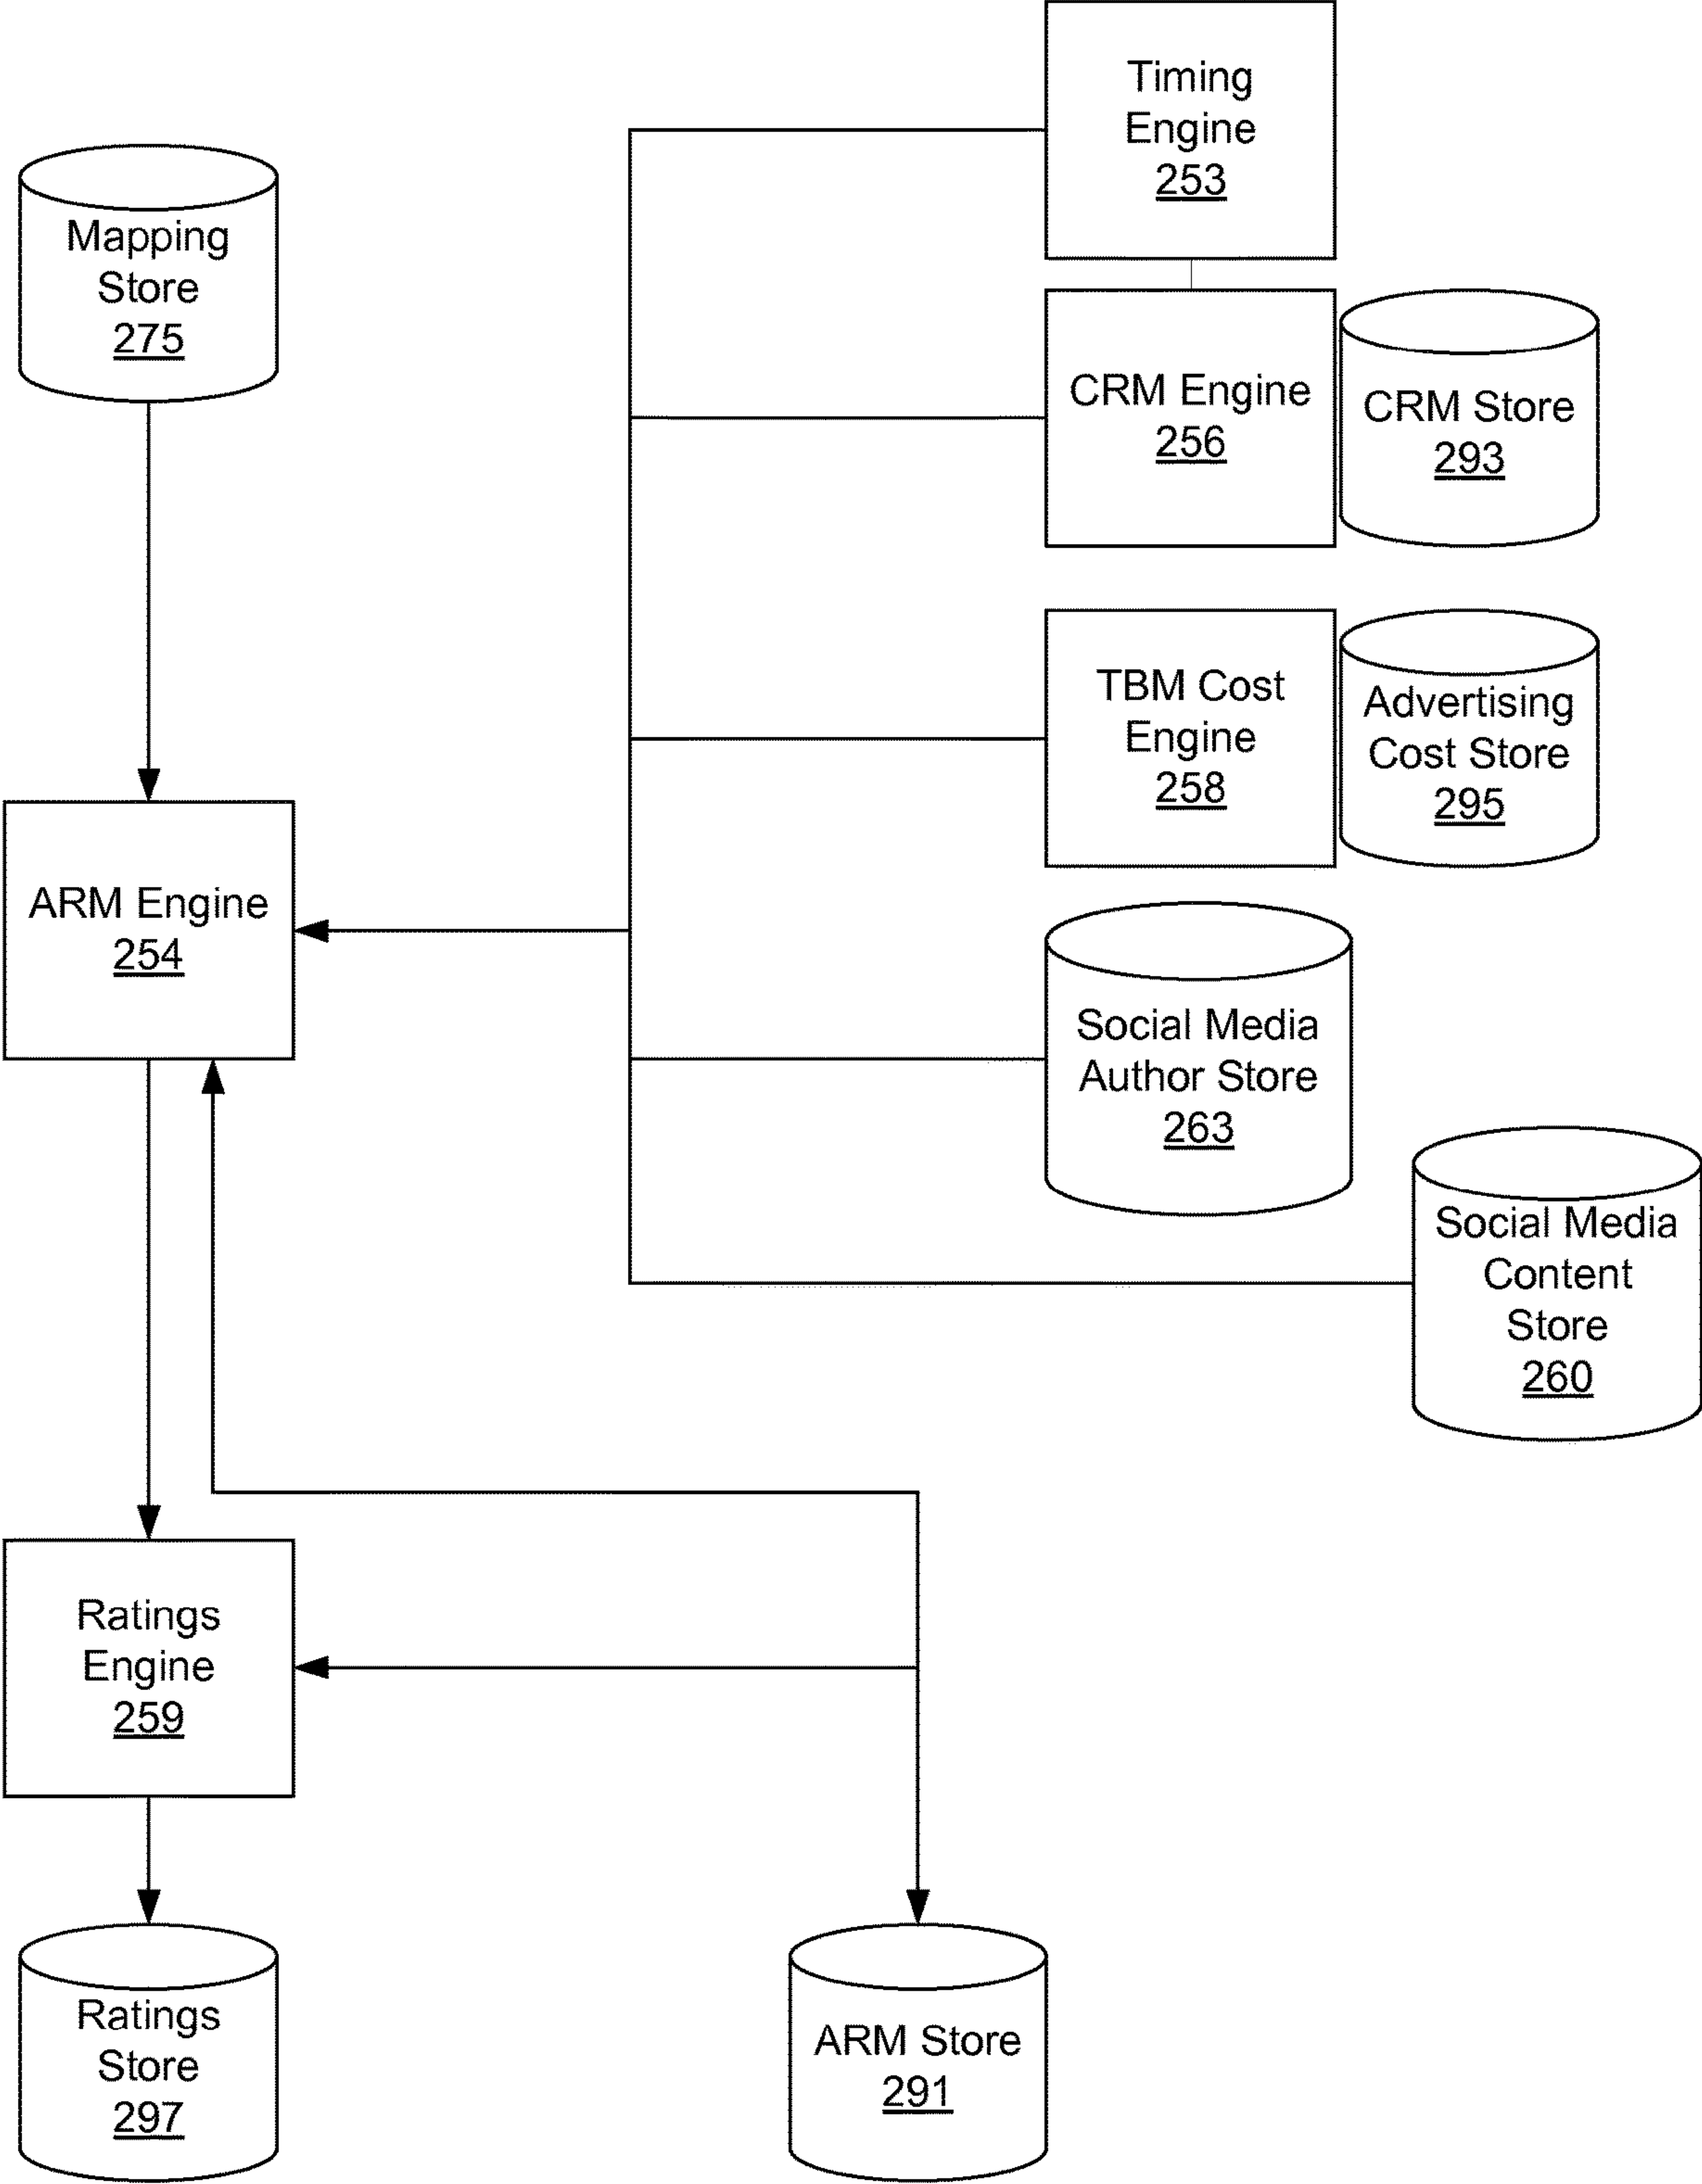 Timing
Engine
253
Mapping
Store
275
CRM Engine
256
CRM Store
293
TBM Cost
Engine
258
Advertising
Cost Store
295
ARM Engine
254
Social Media
Author Store
263
Social Media
Content
Store
260
Ratings
Engine
259
Ratings
Store
297
ARM Store
291